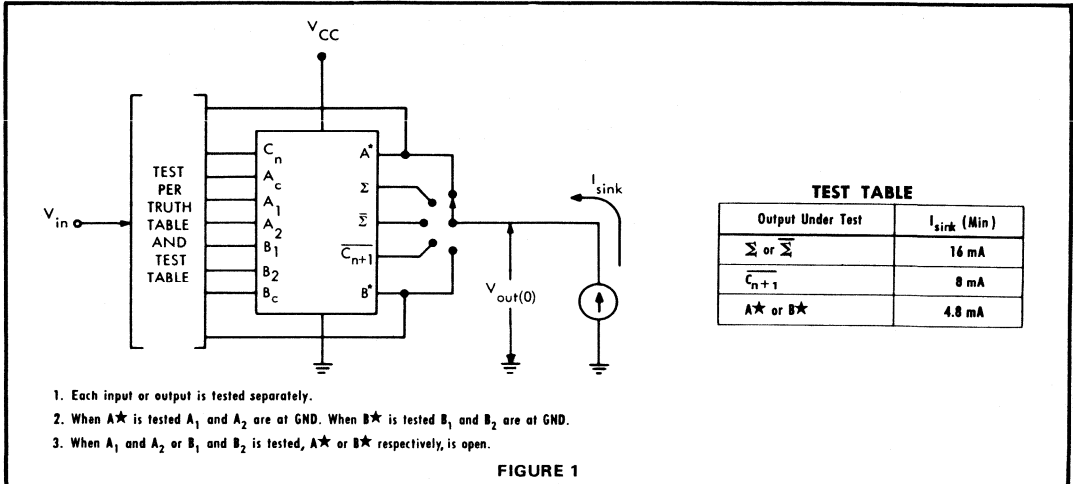 V_CC
V_in
TEST
PER
TRUTH
TABLE
AND
TEST
TABLE
C_n
A_c
A_1
A_2
B_1
B_2
B_c
A*
Σ
Σ̅
C̅_n̅+̅1̅
B*
V_out(0)
I_sink
TEST TABLE
Output Under Test I_sink (Min)
Σ or Σ̅ 16 mA
C̅_n̅+̅1̅ 8 mA
A★ or B★ 4.8 mA
1. Each input or output is tested separately.
2. When A★ is tested A_1 and A_2 are at GND. When B★ is tested B_1 and B_2 are at GND.
3. When A_1 and A_2 or B_1 and B_2 is tested, A★ or B★ respectively, is open.
FIGURE 1